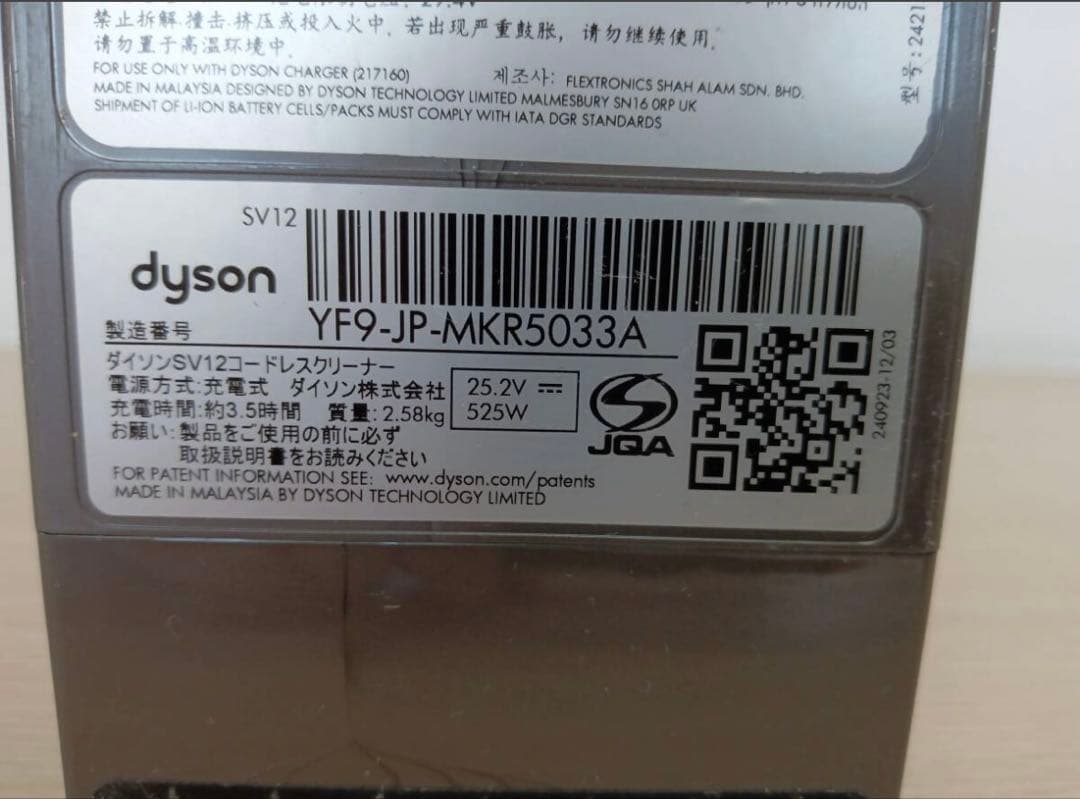 禁止拆解.撞击.挤压或投入火中. 若出现严重鼓胀, 请勿继续使用.
请勿置于高温环境中.
FOR USE ONLY WITH DYSON CHARGER (217160) 제조사: FLEXTRONICS SHAH ALAM SDN. BHD.
MADE IN MALAYSIA DESIGNED BY DYSON TECHNOLOGY LIMITED MALMESBURY SN16 0RP UK
SHIPMENT OF LI-ION BATTERY CELLS/PACKS MUST COMPLY WITH IATA DGR STANDARDS
型号: 2421
SV12
dyson
製造番号 YF9-JP-MKR5033A
ダイソンSV12コードレスクリーナー
電源方式:充電式 ダイソン株式会社
充電時間:約3.5時間 質量:2.58kg
25.2V
525W
JQA
お願い:製品をご使用の前に必ず
取扱説明書をお読みください
FOR PATENT INFORMATION SEE: www.dyson.com/patents
MADE IN MALAYSIA BY DYSON TECHNOLOGY LIMITED
240923-12/03